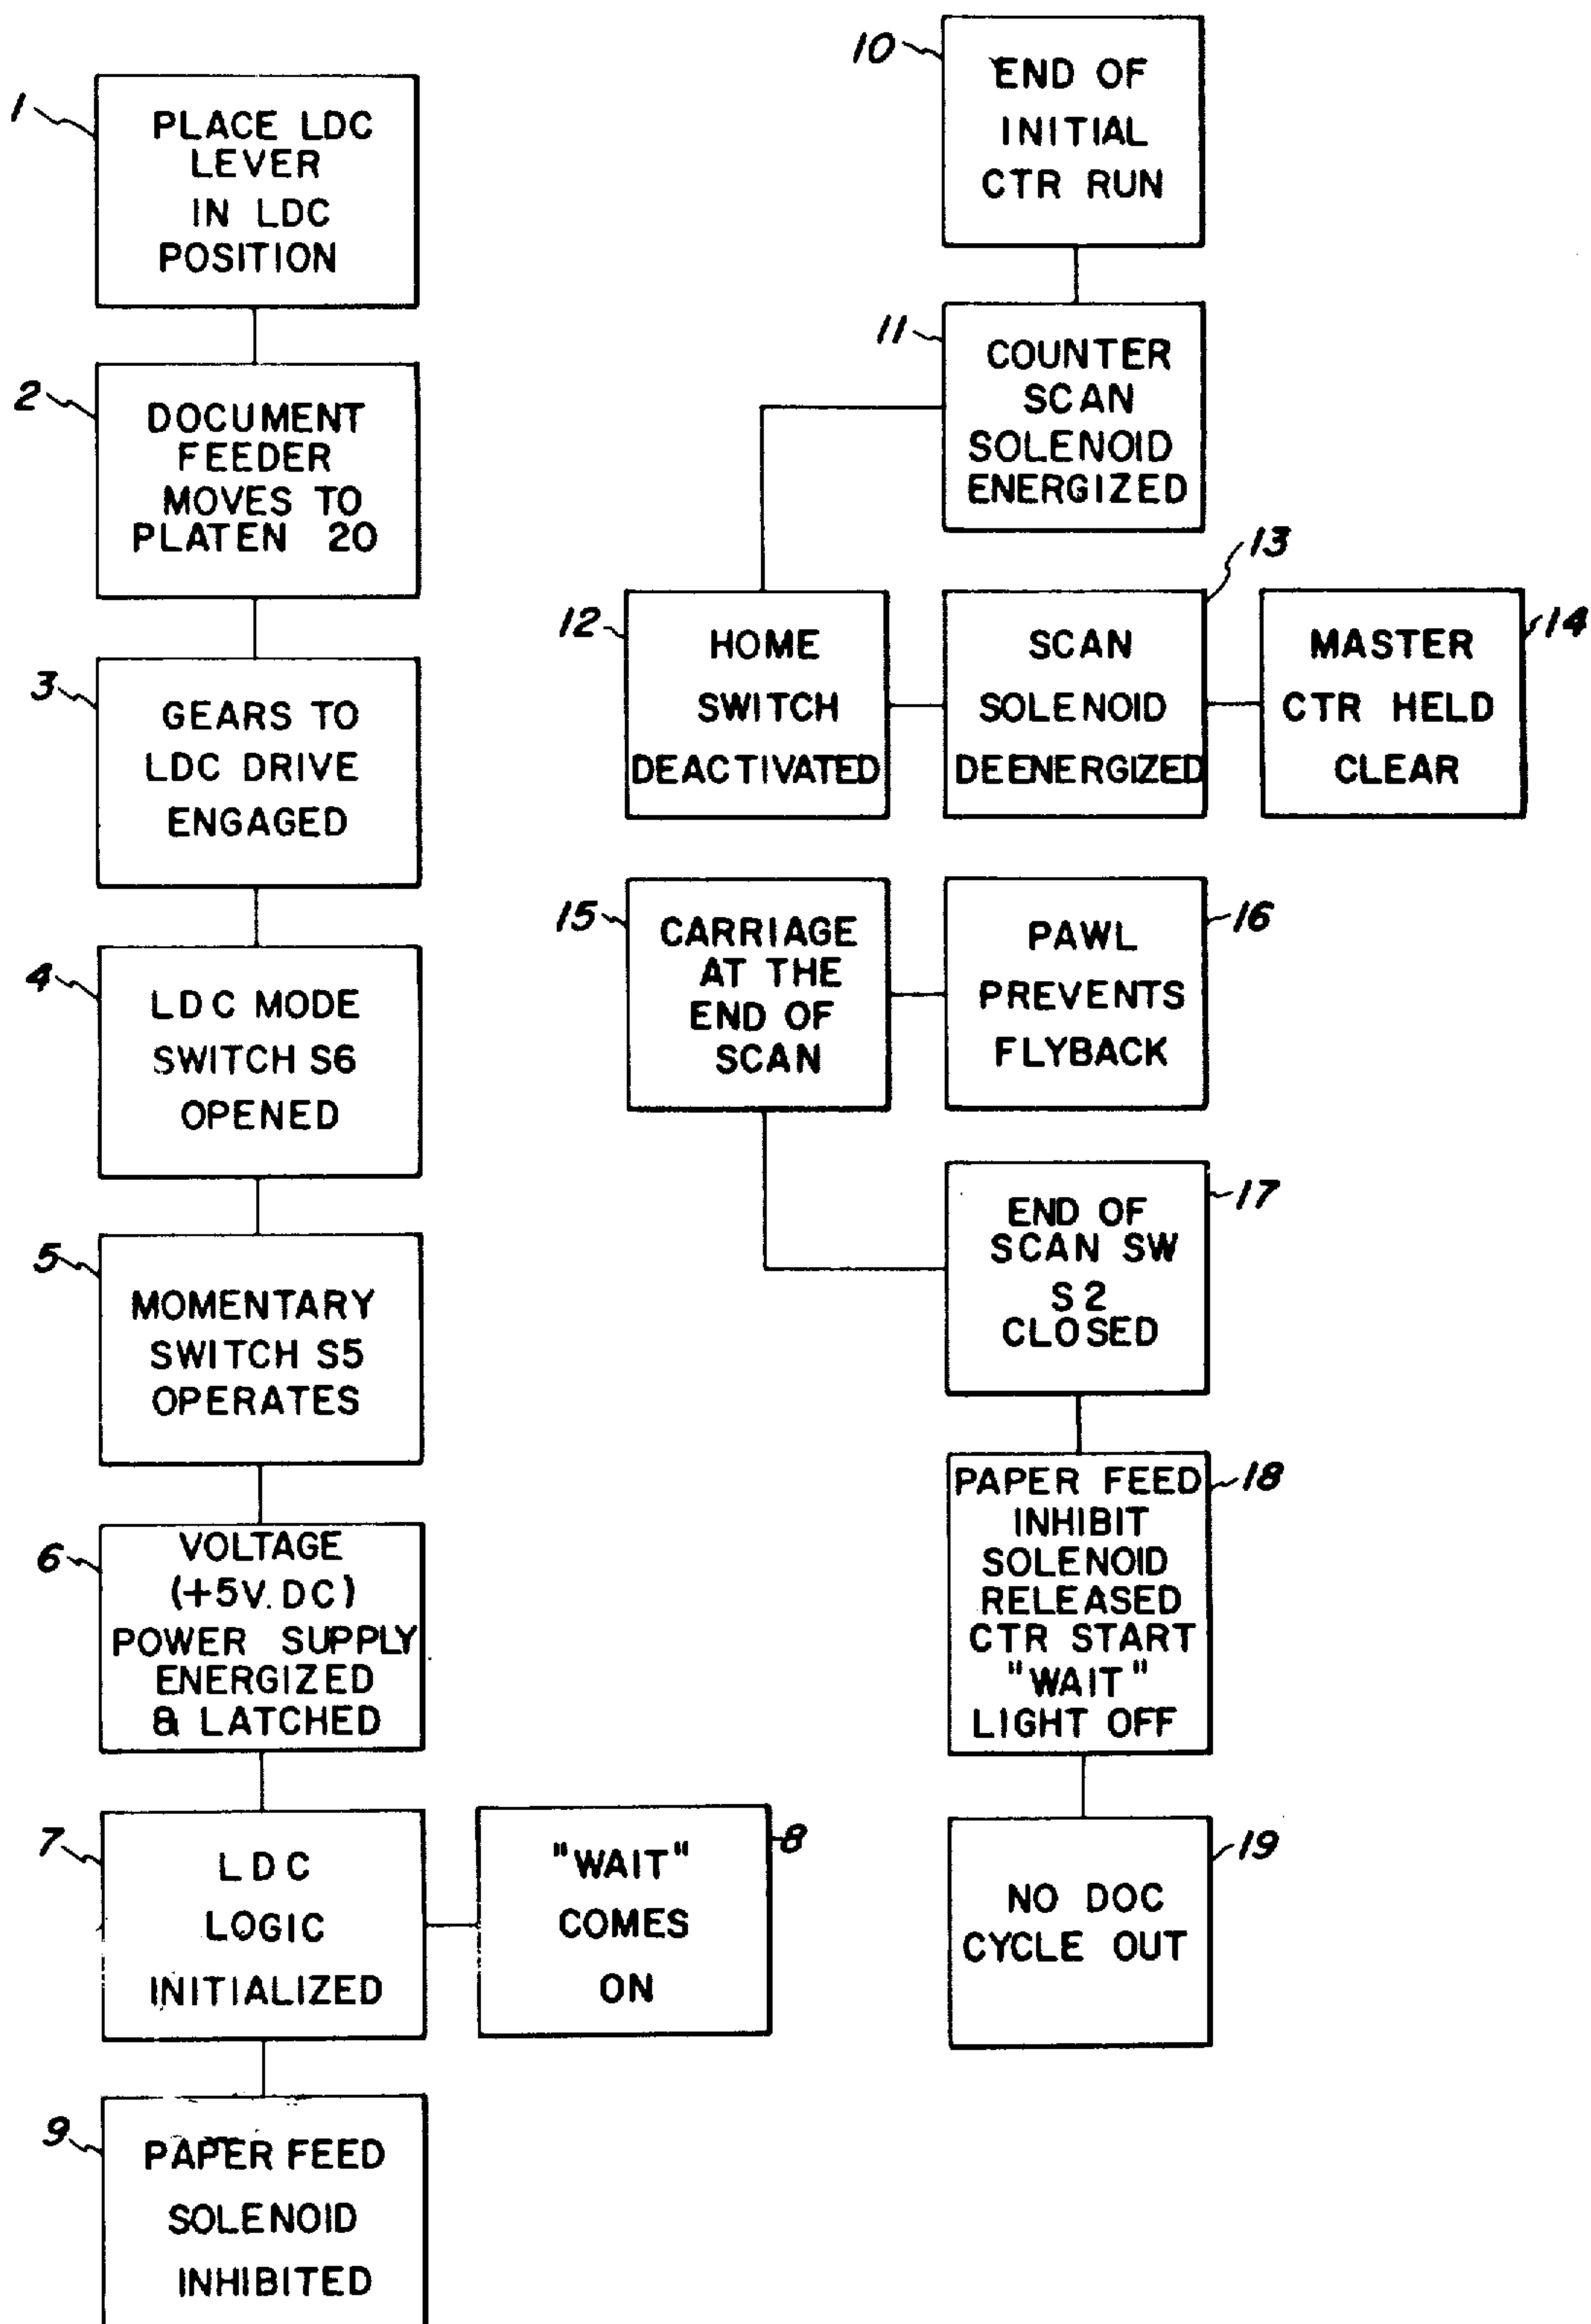 1
PLACE LDC
LEVER
IN LDC
POSITION
2
DOCUMENT
FEEDER
MOVES TO
PLATEN 20
3
GEARS TO
LDC DRIVE
ENGAGED
4
LDC MODE
SWITCH S6
OPENED
5
MOMENTARY
SWITCH S5
OPERATES
6
VOLTAGE
(+5V. DC)
POWER SUPPLY
ENERGIZED
& LATCHED
7
LDC
LOGIC
INITIALIZED
8
"WAIT"
COMES
ON
9
PAPER FEED
SOLENOID
INHIBITED
10
END OF
INITIAL
CTR RUN
11
COUNTER
SCAN
SOLENOID
ENERGIZED
12
HOME
SWITCH
DEACTIVATED
13
SCAN
SOLENOID
DEENERGIZED
14
MASTER
CTR HELD
CLEAR
15
CARRIAGE
AT THE
END OF
SCAN
16
PAWL
PREVENTS
FLYBACK
17
END OF
SCAN SW
S2
CLOSED
18
PAPER FEED
INHIBIT
SOLENOID
RELEASED
CTR START
"WAIT"
LIGHT OFF
19
NO DOC
CYCLE OUT